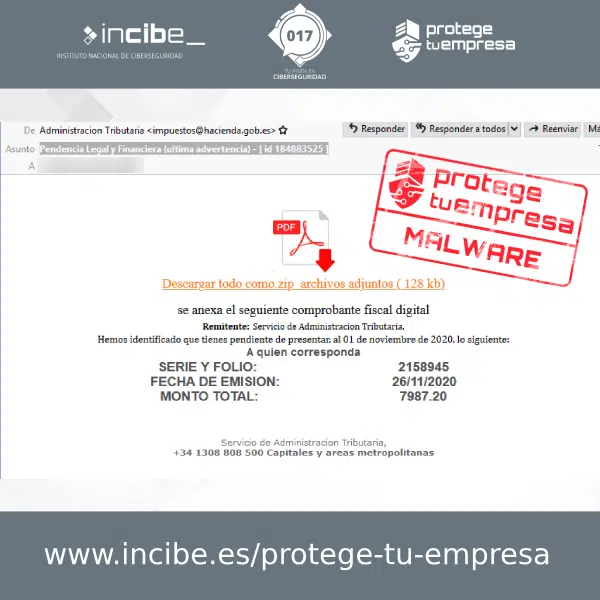 incibe_
INSTITUTO NACIONAL DE CIBERSEGURIDAD
017
TU AYUDA EN
CIBERSEGURIDAD
protege
tuempresa
De Administracion Tributaria <impuestos@hacienda.gob.es>
Responder Responder a todos Reenviar Má
Asunto Pendencia Legal y Financiera (ultima advertencia) - [ id 184883525 ]
A
protege
tuempresa
MALWARE
PDF
Descargar todo como.zip archivos adjuntos ( 128 kb)
se anexa el seguiente comprobante fiscal digital
Remitente: Servicio de Administracion Tributaria.
Hemos identificado que tienes pendiente de presentar, al 01 de noviembre de 2020, lo siguiente:
A quien corresponda
SERIE Y FOLIO: 2158945
FECHA DE EMISION: 26/11/2020
MONTO TOTAL: 7987.20
Servicio de Administracion Tributaria,
+34 1308 808 500 Capitales y areas metropolitanas
www.incibe.es/protege-tu-empresa